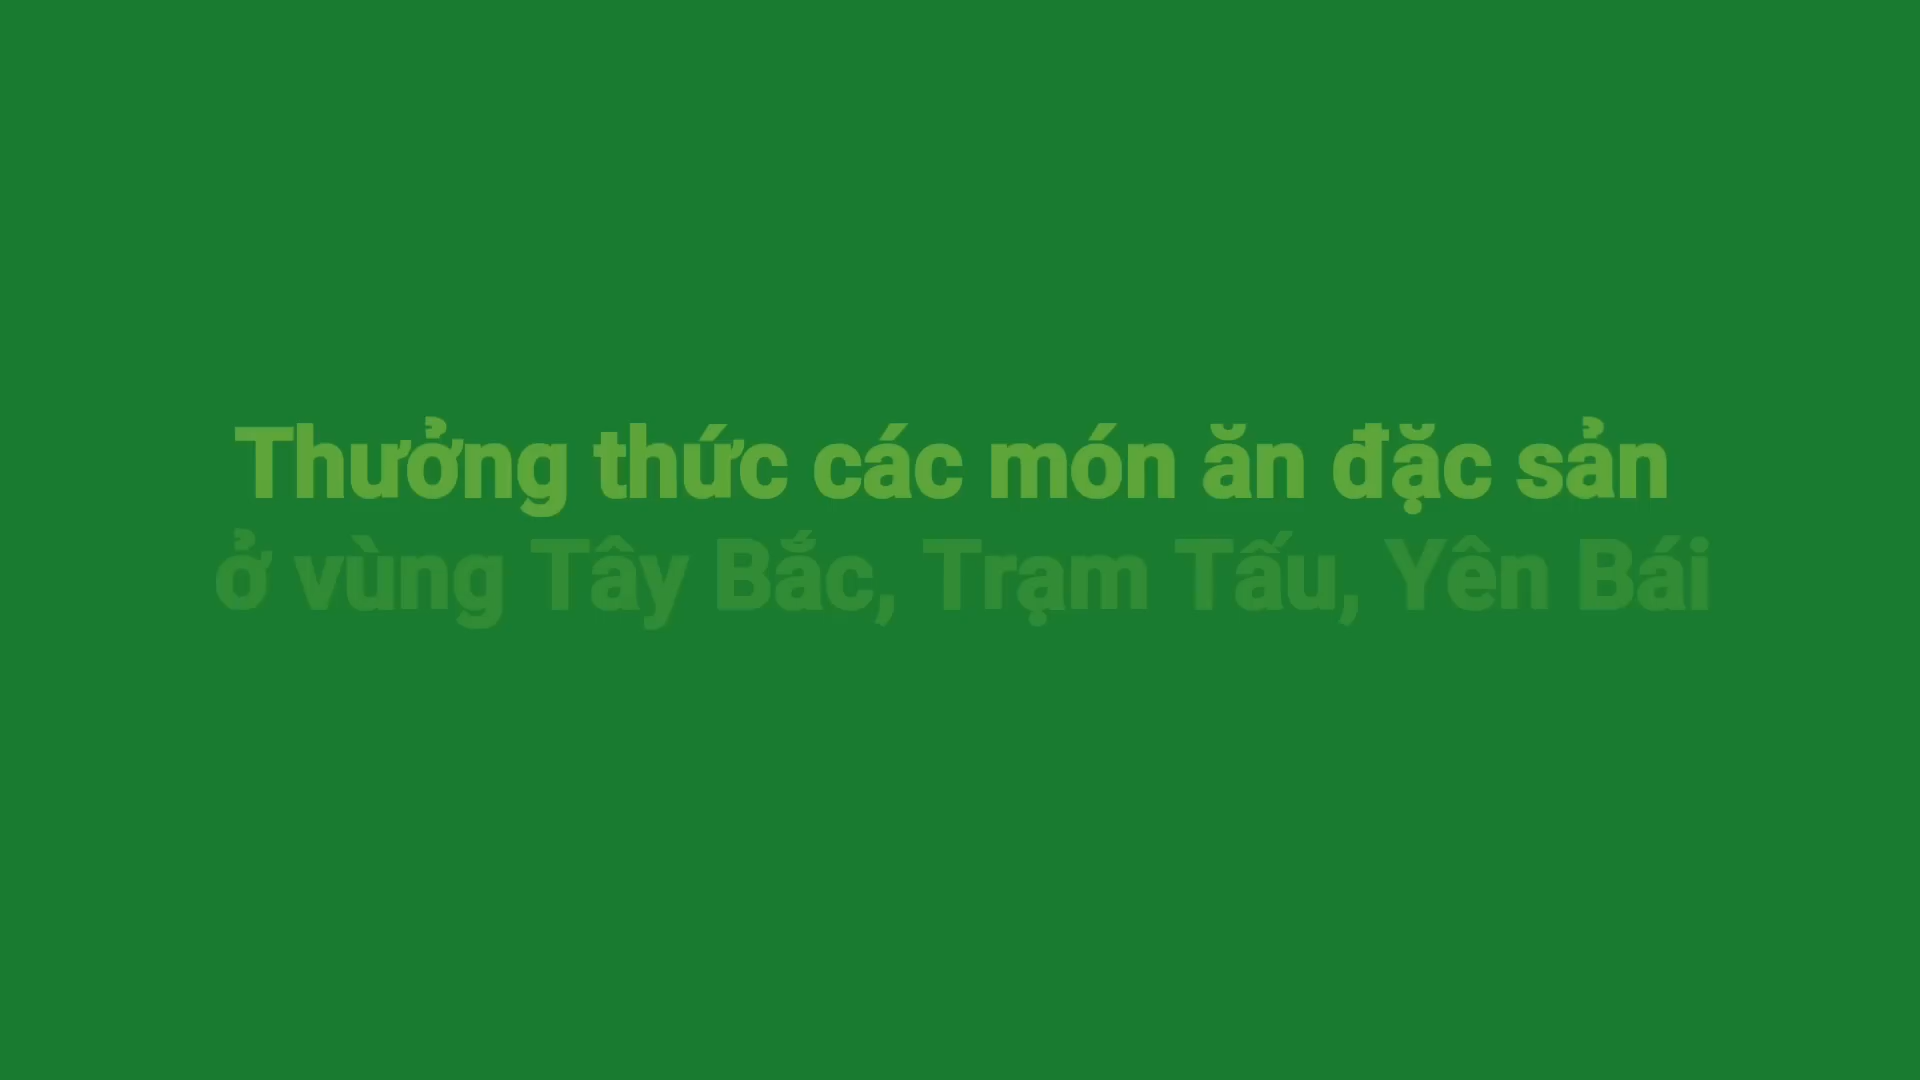 Thưởng thức các món ăn đặc sản
ở vùng Tây Bắc, Trạm Tấu, Yên Bái